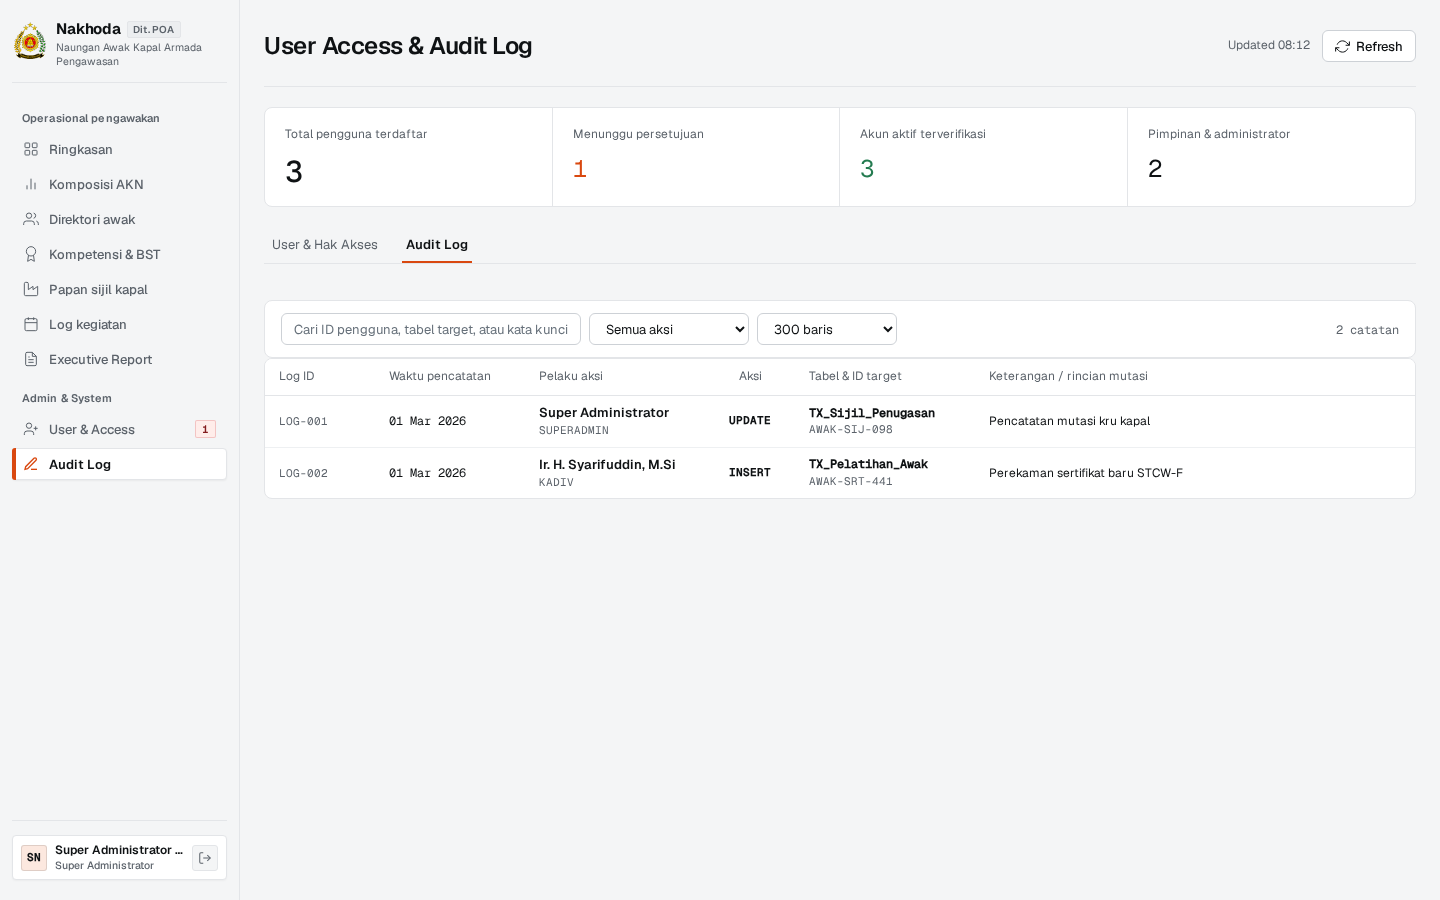 Nakhoda Dit. POA
Naungan Awak Kapal Armada
Pengawasan
Operasional pengawakan
Ringkasan
Komposisi AKN
Direktori awak
Kompetensi & BST
Papan sijil kapal
Log kegiatan
Executive Report
Admin & System
User & Access 1
Audit Log
SN Super Administrator ...
Super Administrator
User Access & Audit Log
Updated 08:12 Refresh
Total pengguna terdaftar
3
Menunggu persetujuan
1
Akun aktif terverifikasi
3
Pimpinan & administrator
2
User & Hak Akses Audit Log
Cari ID pengguna, tabel target, atau kata kunci Semua aksi 300 baris 2 catatan
Log ID Waktu pencatatan Pelaku aksi Aksi Tabel & ID target Keterangan / rincian mutasi
LOG-001 01 Mar 2026 Super Administrator UPDATE TX_Sijil_Penugasan Pencatatan mutasi kru kapal
SUPERADMIN AWAK-SIJ-098
LOG-002 01 Mar 2026 Ir. H. Syarifuddin, M.Si INSERT TX_Pelatihan_Awak Perekaman sertifikat baru STCW-F
KADIV AWAK-SRT-441